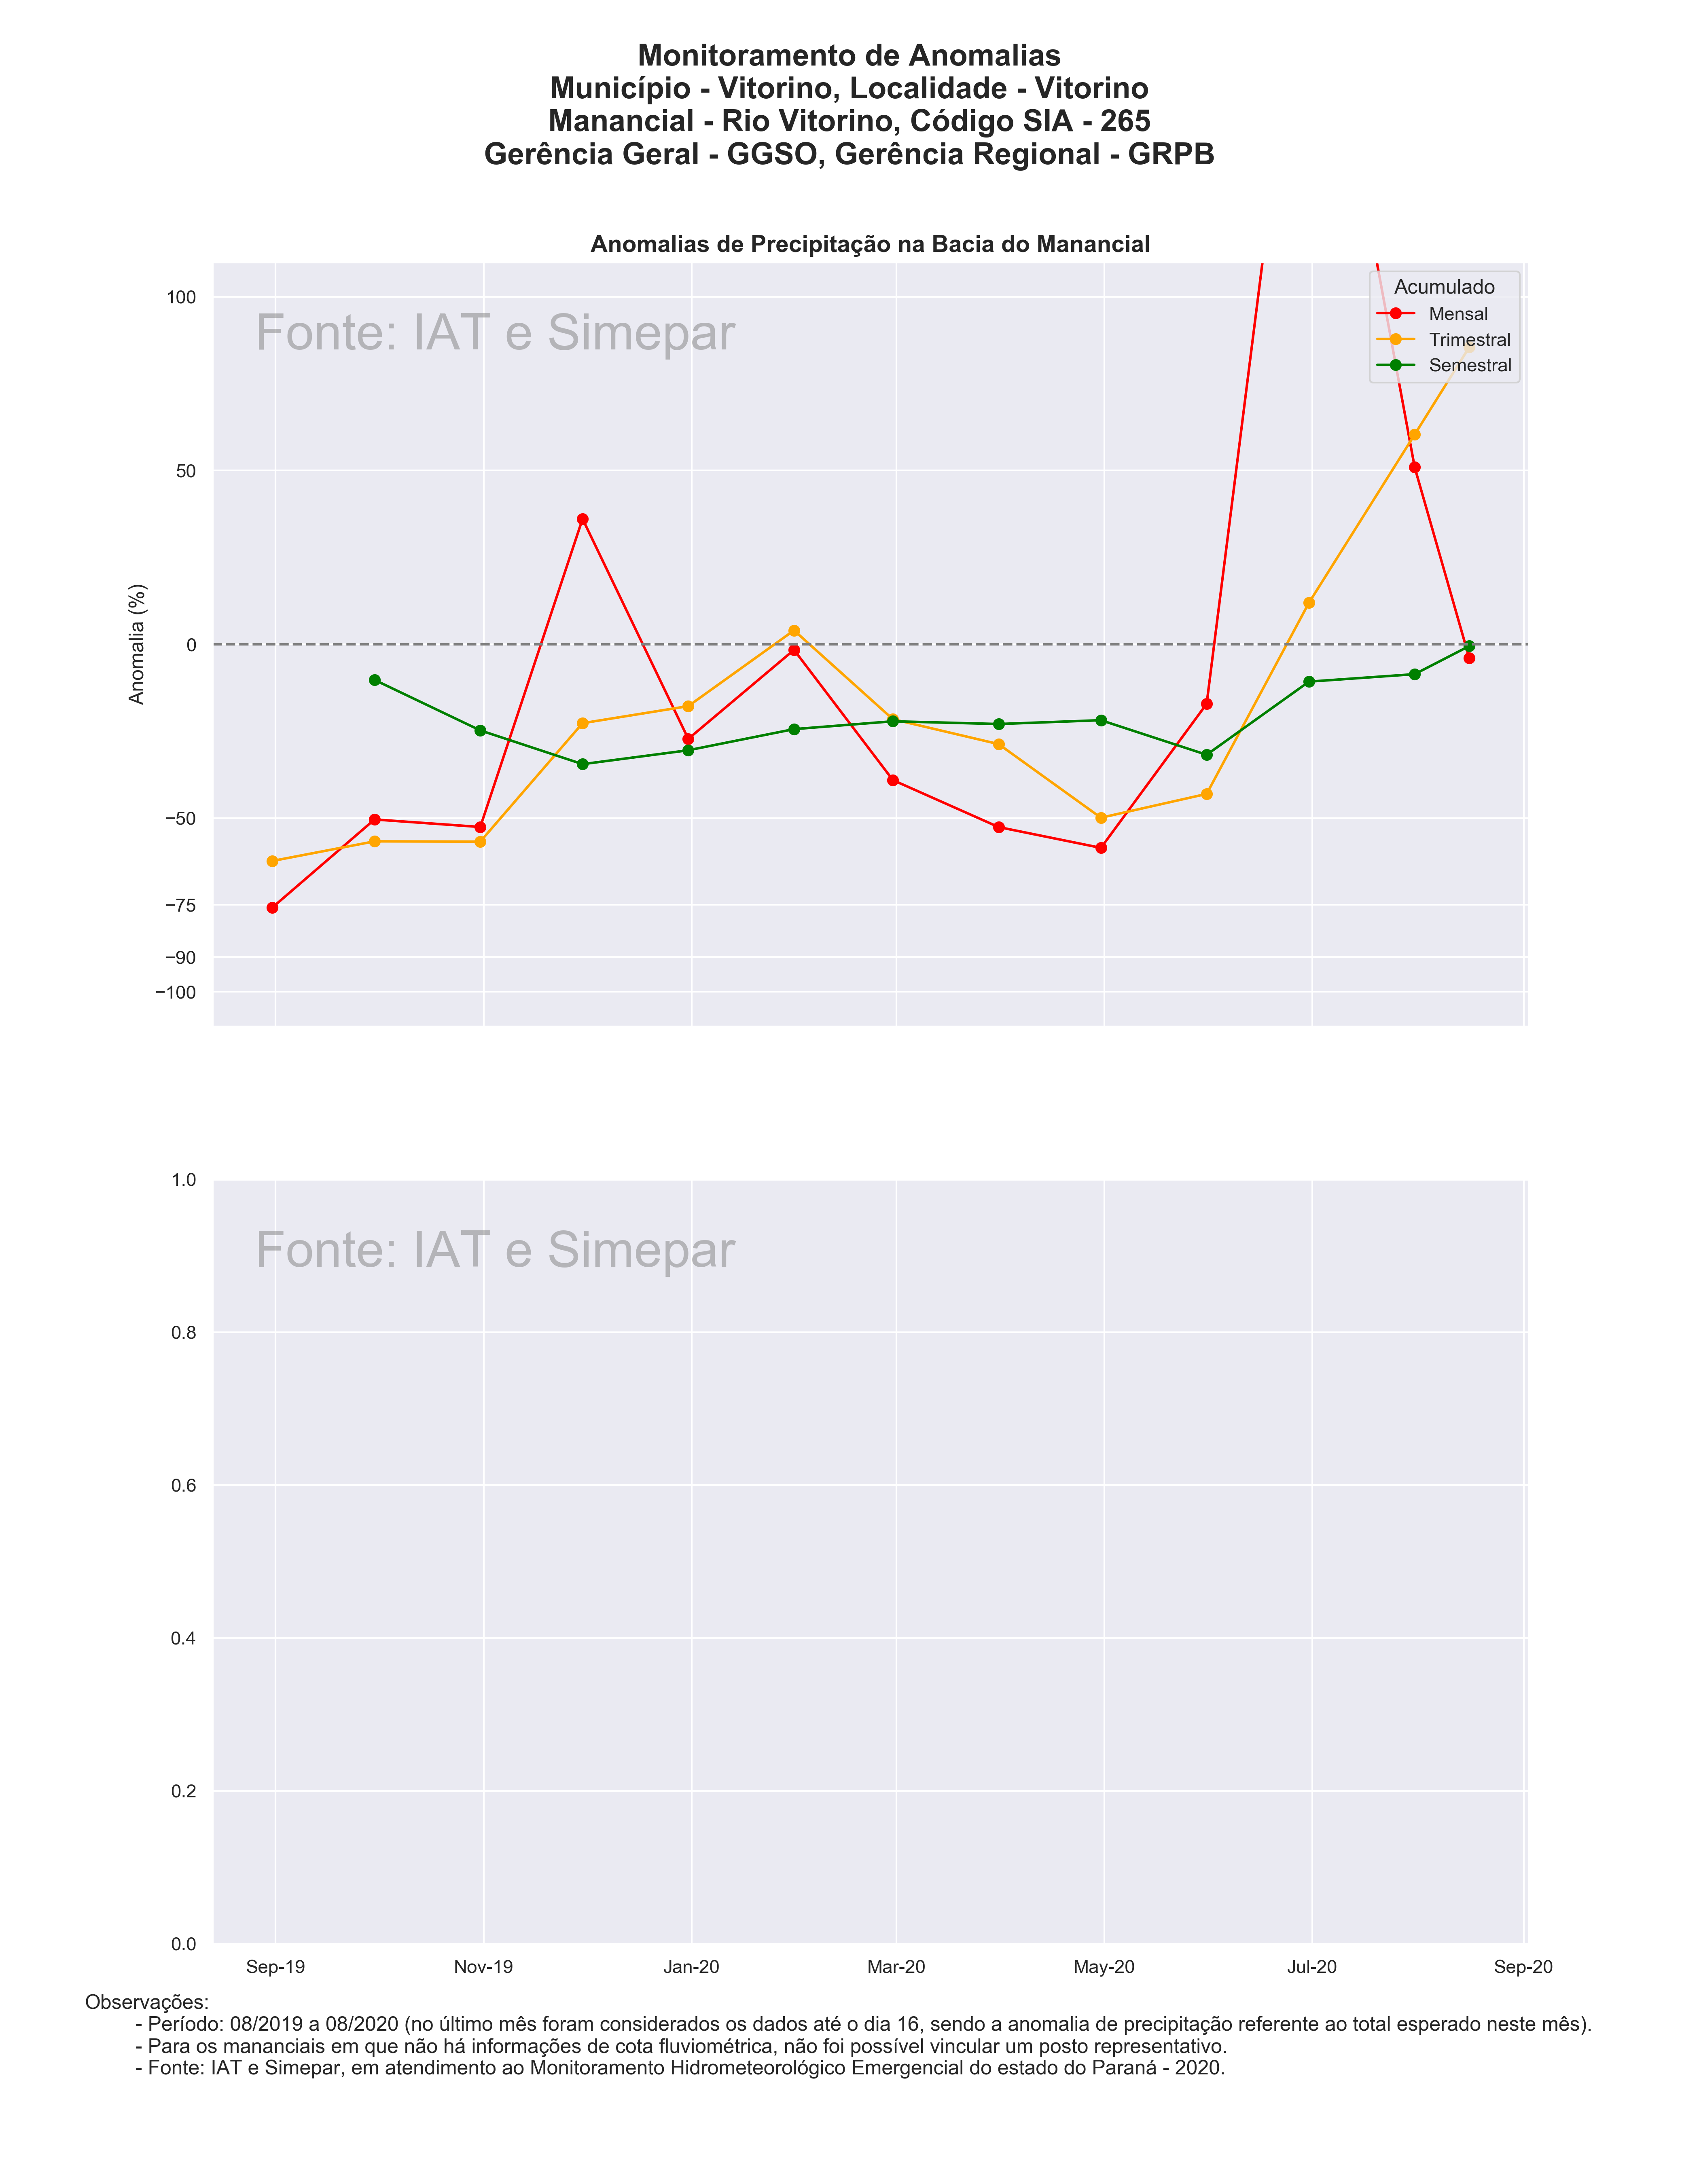 Monitoramento de Anomalias
Município - Vitorino, Localidade - Vitorino
Manancial - Rio Vitorino, Código SIA - 265
Gerência Geral - GGSO, Gerência Regional - GRPB
Anomalias de Precipitação na Bacia do Manancial
Fonte: IAT e Simepar
Acumulado
Mensal
Trimestral
Semestral
Anomalia (%)
100
50
0
−50
−75
−90
−100
Fonte: IAT e Simepar
1.0
0.8
0.6
0.4
0.2
0.0
Sep-19 Nov-19 Jan-20 Mar-20 May-20 Jul-20 Sep-20
Observações:
- Período: 08/2019 a 08/2020 (no último mês foram considerados os dados até o dia 16, sendo a anomalia de precipitação referente ao total esperado neste mês).
- Para os mananciais em que não há informações de cota fluviométrica, não foi possível vincular um posto representativo.
- Fonte: IAT e Simepar, em atendimento ao Monitoramento Hidrometeorológico Emergencial do estado do Paraná - 2020.